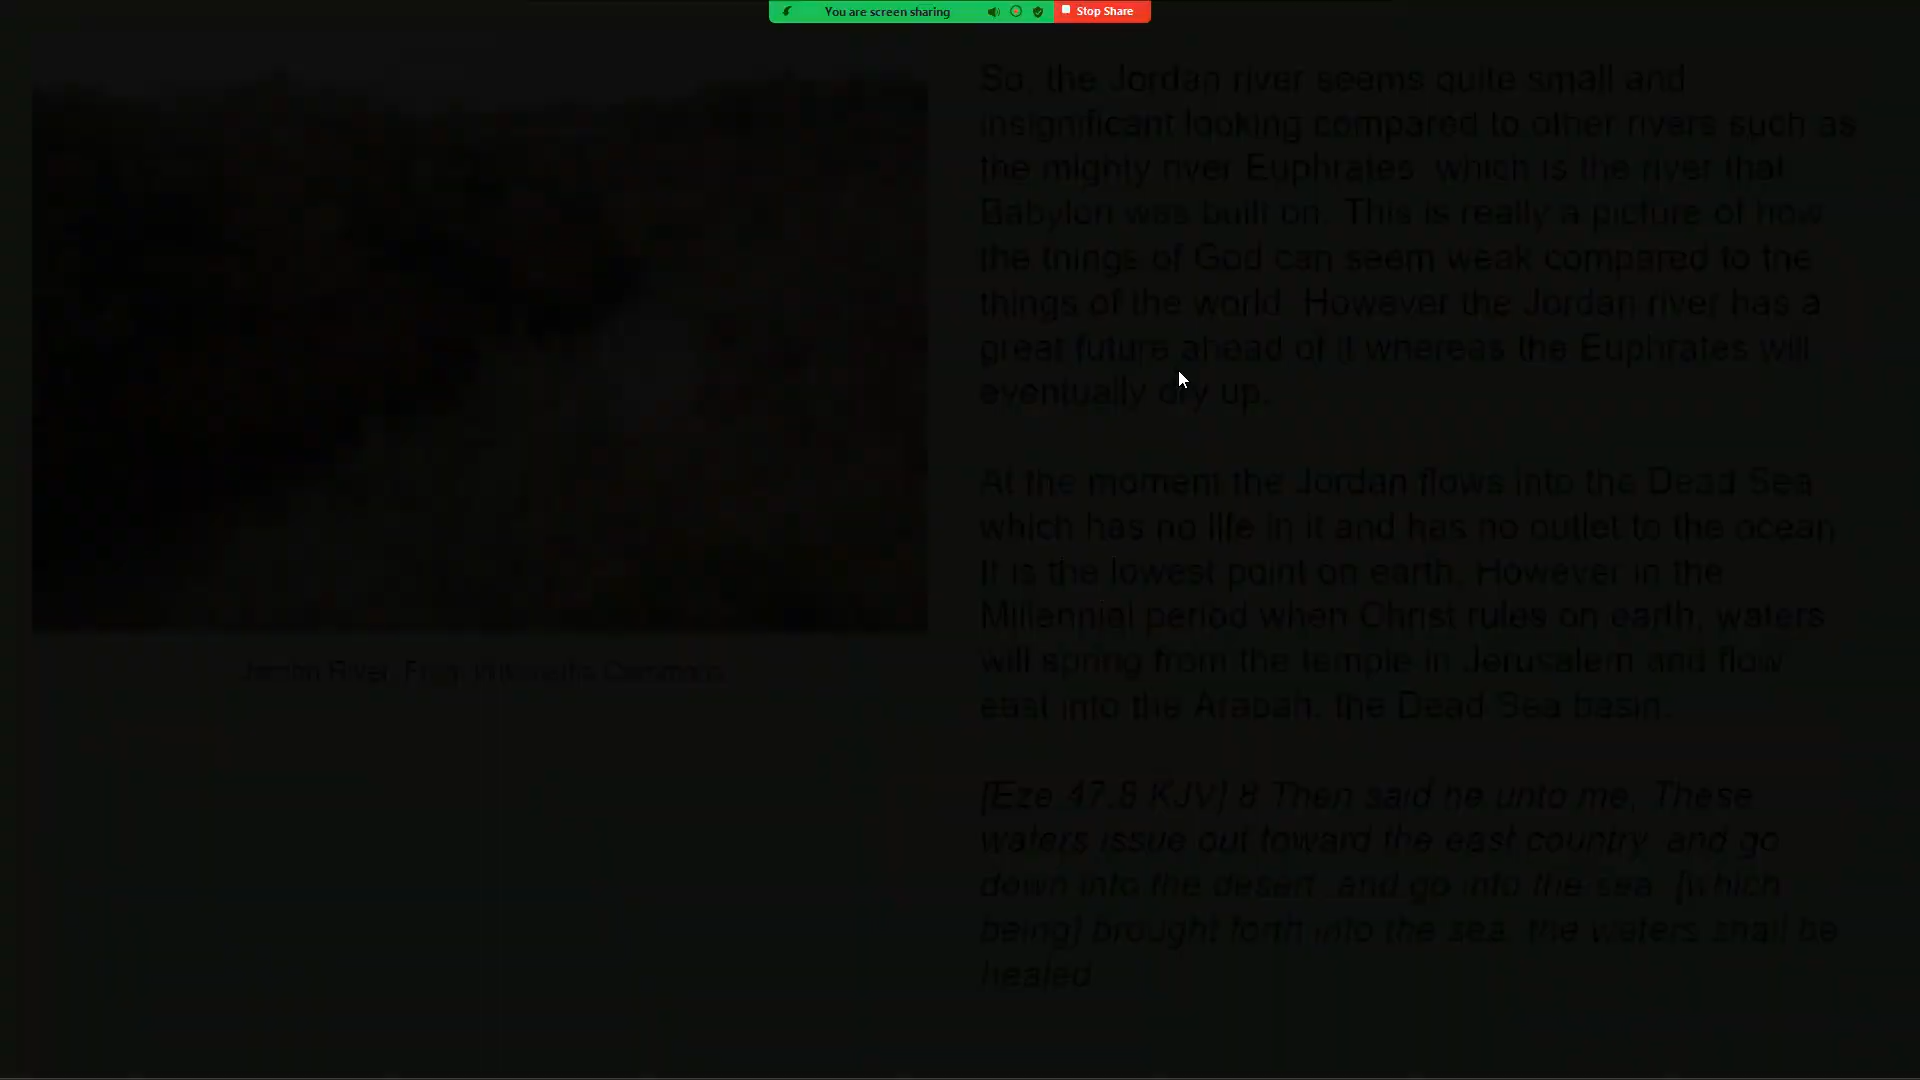 You are screen sharing
Stop Share
So, the Jordan river seems quite small and
insignificant looking compared to other rivers such as
the mighty river Euphrates, which is the river that
Babylon was built on. This is really a picture of how
the things of God can seem weak compared to the
things of the world. However the Jordan river has a
great future ahead of it whereas the Euphrates will
eventually dry up.
At the moment the Jordan flows into the Dead Sea
which has no life in it and has no outlet to the ocean.
It is the lowest point on earth. However in the
Millennial period when Christ rules on earth, waters
will spring from the temple in Jerusalem and flow
east into the Arabah, the Dead Sea basin.
[Eze 47:8 KJV] 8 Then said he unto me, These
waters issue out toward the east country, and go
down into the desert, and go into the sea: [which
being] brought forth into the sea, the waters shall be
healed.
Jordan River, Wikimedia Commons